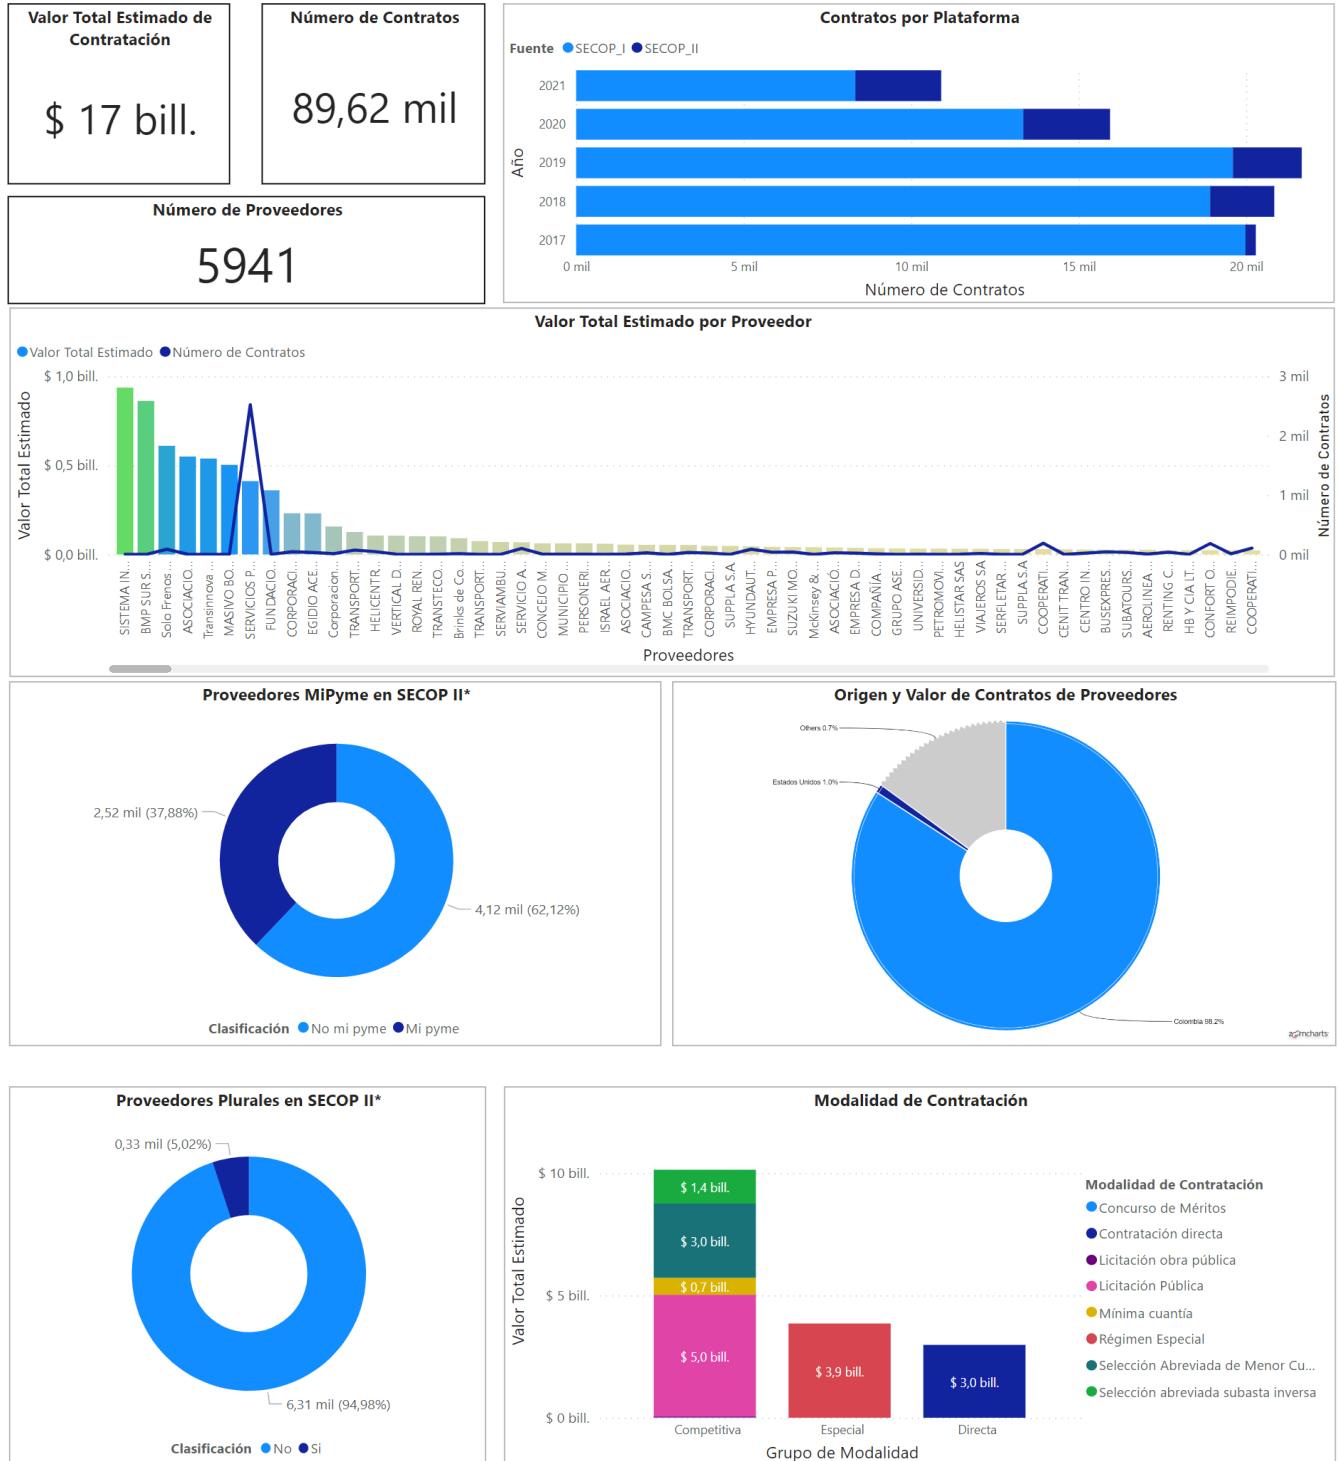 Valor Total Estimado de
Contratación
$ 17 bill.
Número de Contratos
89,62 mil
Número de Proveedores
5941
Contratos por Plataforma
Fuente SECOP_I SECOP_II
Año
2021
2020
2019
2018
2017
0 mil 5 mil 10 mil 15 mil 20 mil
Número de Contratos
Valor Total Estimado por Proveedor
Valor Total Estimado Número de Contratos
Valor Total Estimado
$ 1,0 bill.
$ 0,5 bill.
$ 0,0 bill.
3 mil
2 mil
1 mil
0 mil
Número de Contratos
SISTEMA IN...
BMP SUR S...
Solo Frenos ...
ASOCIACIO...
Transinnova ...
MASIVO BO...
SERVICIOS P...
FUNDACIO...
CORPORACI...
EGIDIO ACE...
Corporacion ...
TRANSPORT...
HELICENTR...
VERTICAL D...
ROYAL REN...
TRANSTECO...
Brinks de Co...
TRANSPORT...
SERVIAMBU...
SERVICIO A...
CONCEJO M...
MUNICIPIO ...
PERSONERI...
ISRAEL AER...
ASOCIACIO...
CAMPESA S...
BMC BOLSA...
TRANSPORT...
CORPORACI...
SUPPLA S.A.
HYUNDAUT...
EMPRESA P...
SUZUKI MO...
McKinsey & ...
ASOCIACIÓ...
EMPRESA D...
COMPAÑÍA ...
GRUPO ASE...
UNIVERSID...
PETROMOVI...
HELISTAR SAS
VIAJEROS SA
SERFLETAR ...
SUPPLA S.A
COOPERATI...
CENIT TRAN...
CENTRO IN...
BUSEXPRES...
SUBATOURS...
AEROLINEA ...
RENTING C...
HB Y CIA LT...
CONFORT O...
REIMPODIE...
COOPERATI...
Proveedores
Proveedores MiPyme en SECOP II*
2,52 mil (37,88%)
4,12 mil (62,12%)
Clasificación No mi pyme Mi pyme
Origen y Valor de Contratos de Proveedores
Others 0.7%
Estados Unidos 1.0%
Colombia 98.2%
zoomcharts
Proveedores Plurales en SECOP II*
0,33 mil (5,02%)
6,31 mil (94,98%)
Clasificación No Si
Modalidad de Contratación
Valor Total Estimado
$ 10 bill.
$ 5 bill.
$ 0 bill.
$ 1,4 bill.
$ 3,0 bill.
$ 0,7 bill.
$ 5,0 bill.
$ 3,9 bill.
$ 3,0 bill.
Competitiva Especial Directa
Grupo de Modalidad
Modalidad de Contratación
Concurso de Méritos
Contratación directa
Licitación obra pública
Licitación Pública
Mínima cuantía
Régimen Especial
Selección Abreviada de Menor Cu...
Selección abreviada subasta inversa